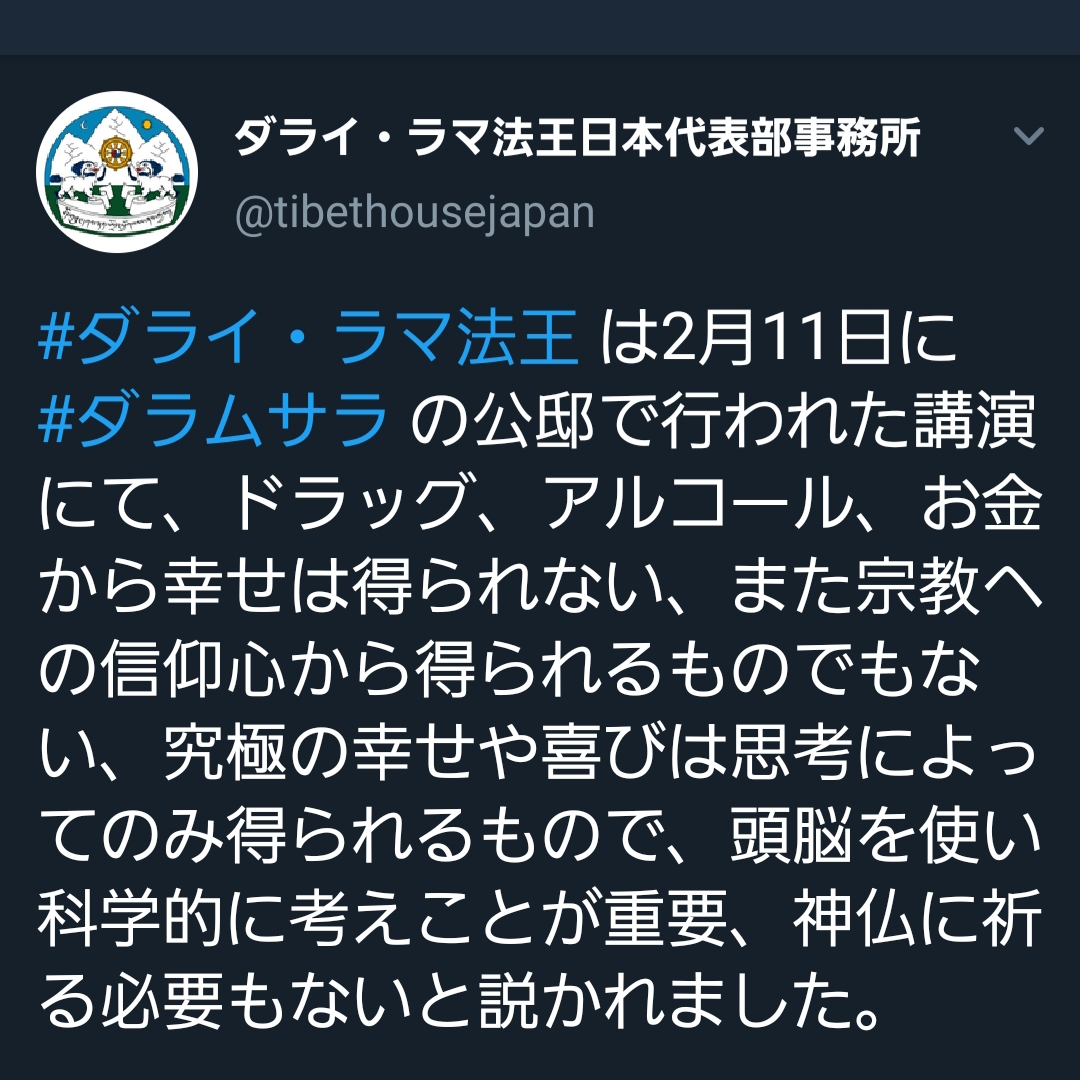 ダライ・ラマ法王日本代表部事務所
@tibethousejapan
#ダライ・ラマ法王 は2月11日に
#ダラムサラ の公邸で行われた講演
にて、ドラッグ、アルコール、お金
から幸せは得られない、また宗教へ
の信仰心から得られるものでもな
い、究極の幸せや喜びは思考によっ
てのみ得られるもので、頭脳を使い
科学的に考えことが重要、神仏に祈
る必要もないと説かれました。